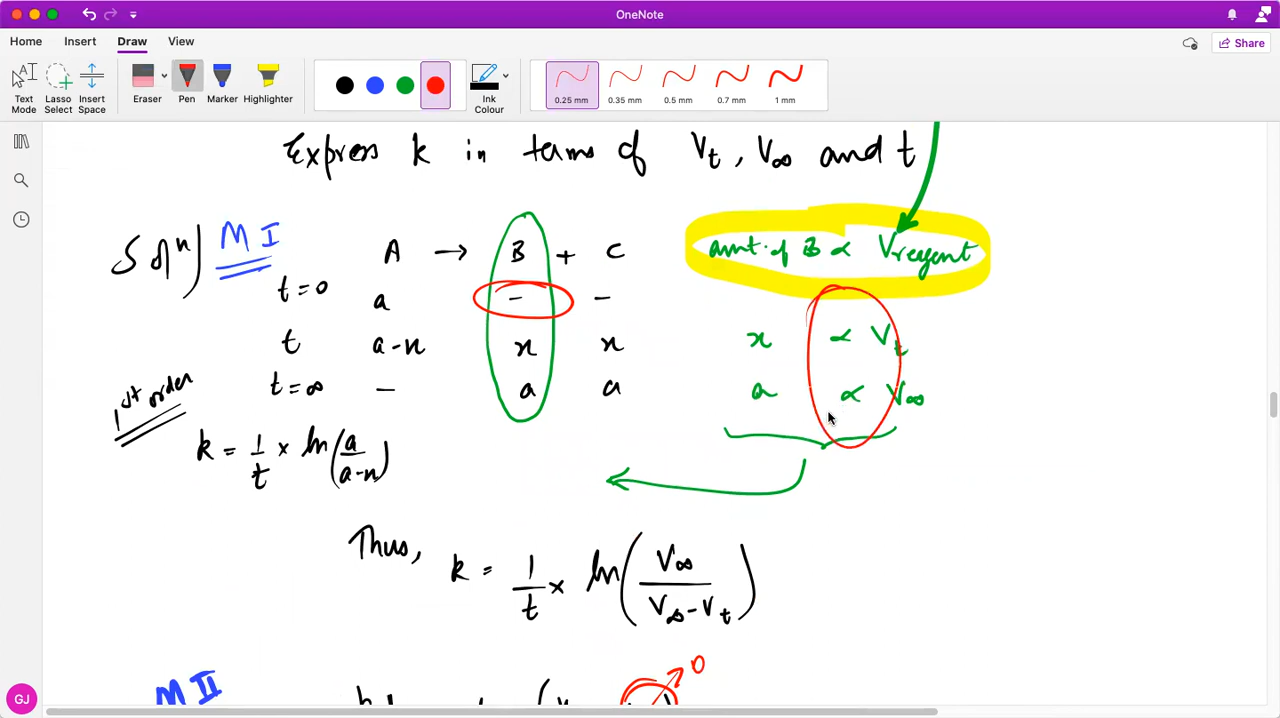 OneNote
Home Insert Draw View
Share
Text Mode
Lasso Select
Insert Space
Eraser
Pen
Marker
Highlighter
Ink Colour
0.25 mm
0.35 mm
0.5 mm
0.7 mm
1 mm
Express k in terms of Vt, V∞ and t
Solⁿ) M I
A → B + C
amt. of B ∝ Vreagent
t=0 a - -
t a-x x x
x ∝ Vt
t=∞ - a a
a ∝ V∞
1st order
k = 1/t × ln(a/(a-x))
Thus, k = 1/t × ln(V∞/(V∞-Vt))
M II
0
GJ